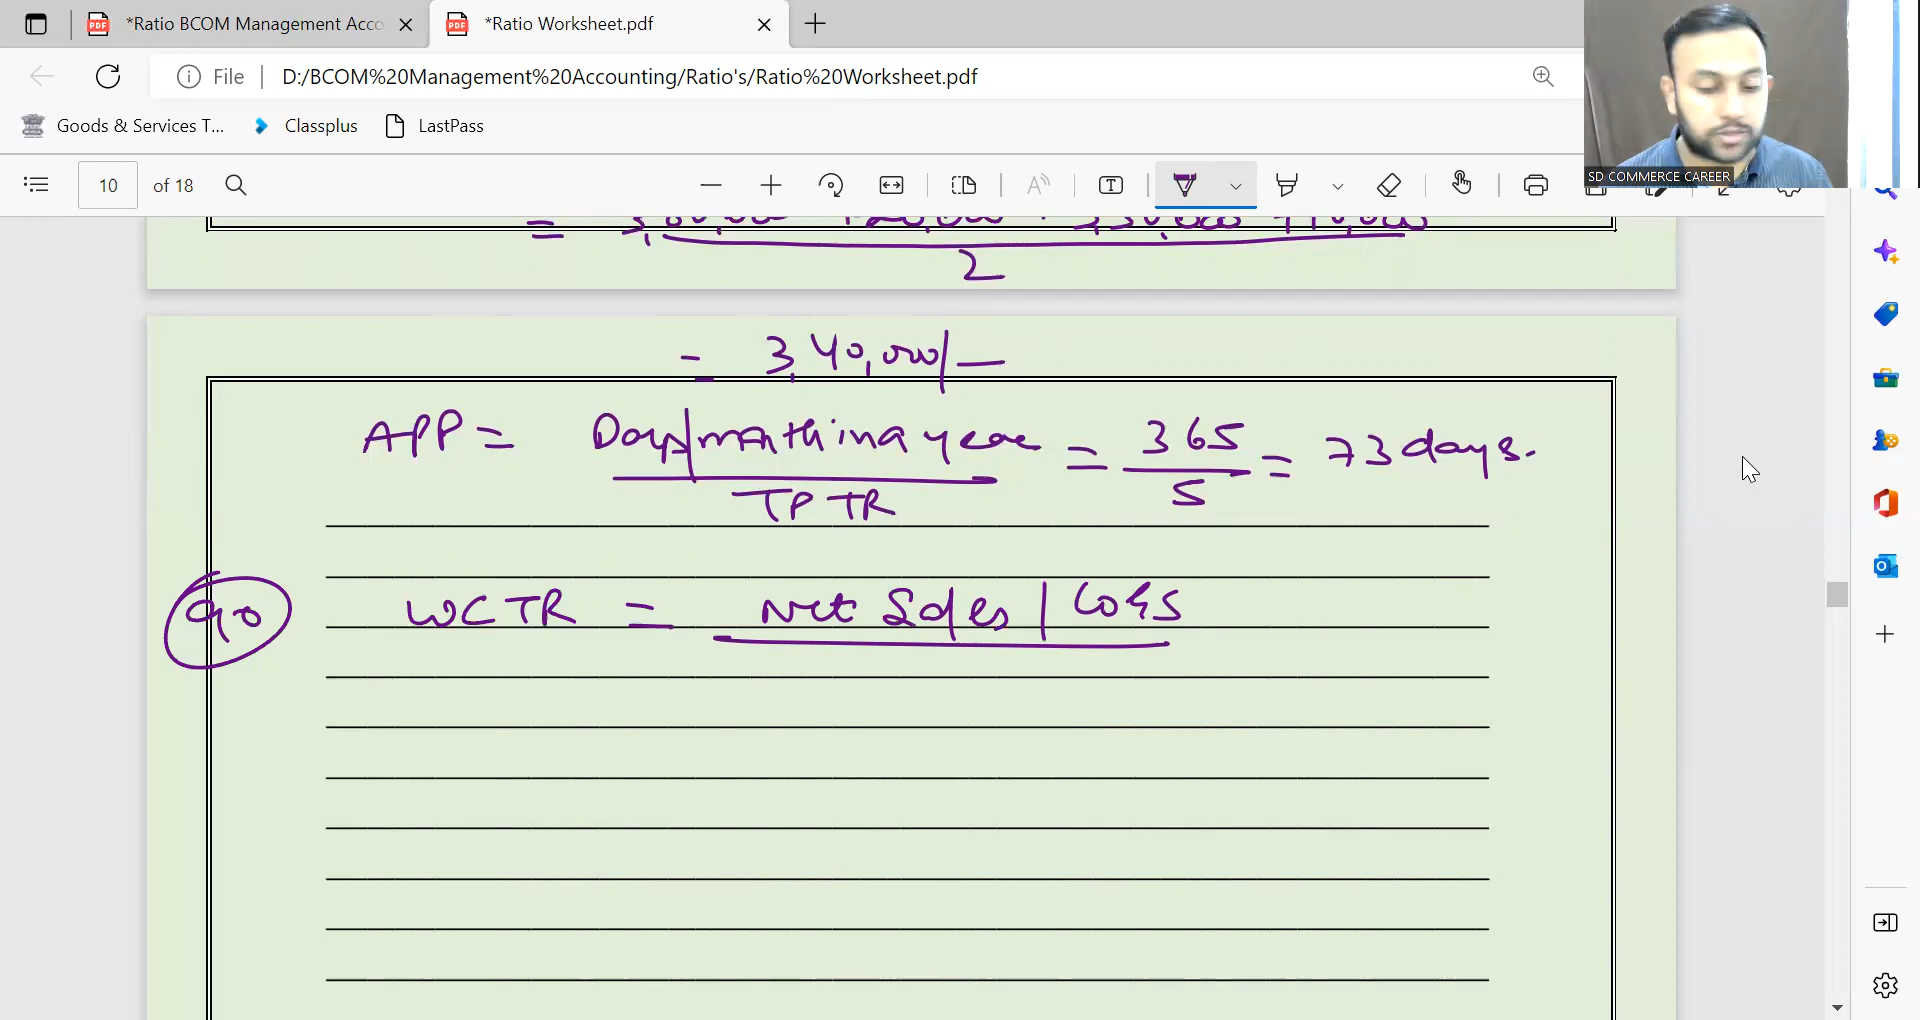 *Ratio BCOM Management Acco
*Ratio Worksheet.pdf
File
D:/BCOM%20Management%20Accounting/Ratio's/Ratio%20Worksheet.pdf
Goods & Services T...
Classplus
LastPass
SD COMMERCE CAREER
10 of 18
2
= 3,40,000/-
APP = Days/month in a year = 365 = 73 days.
TPTR 5
90 WCTR = Net Sales | COGS